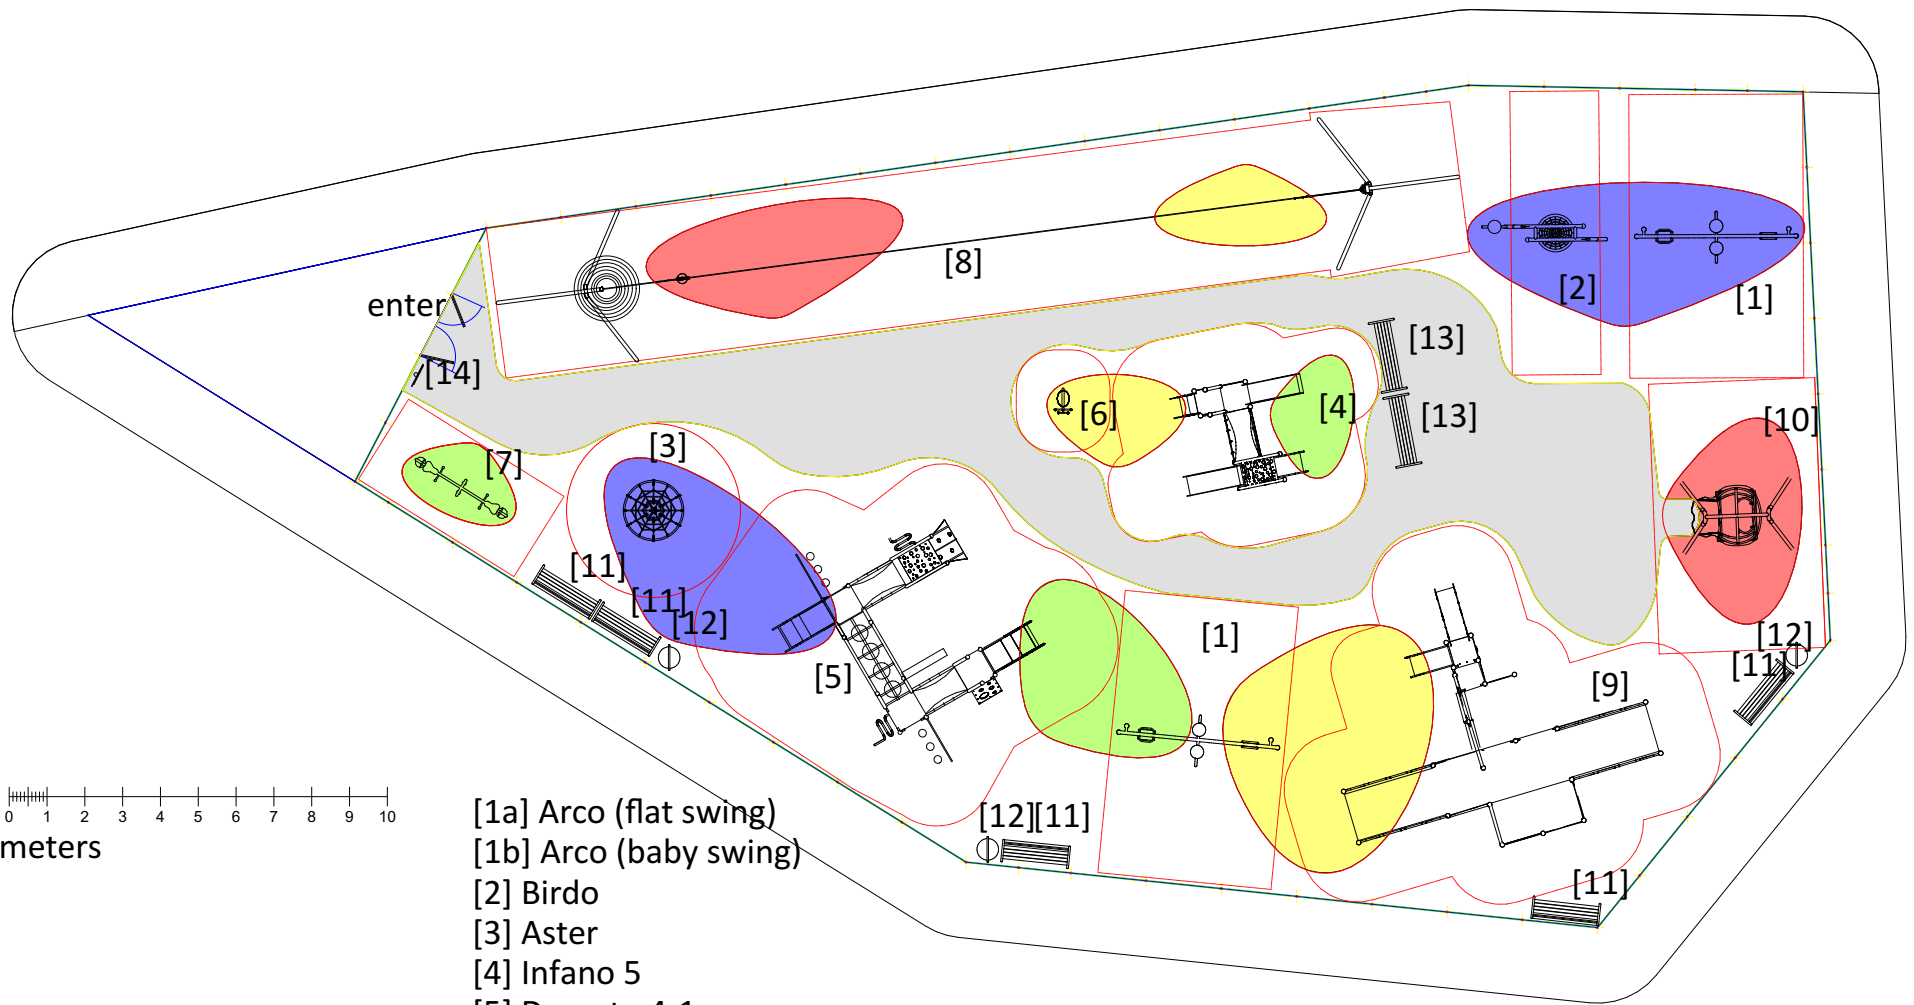 [8]
[2]
[1]
enter
[14]
[13]
[13]
[6]
[4]
[10]
[3]
[7]
[11]
[11]
[12]
[5]
[1]
[9]
[12]
[11]
[12][11]
[11]
0 1 2 3 4 5 6 7 8 9 10
meters
[1a] Arco (flat swing)
[1b] Arco (baby swing)
[2] Birdo
[3] Aster
[4] Infano 5